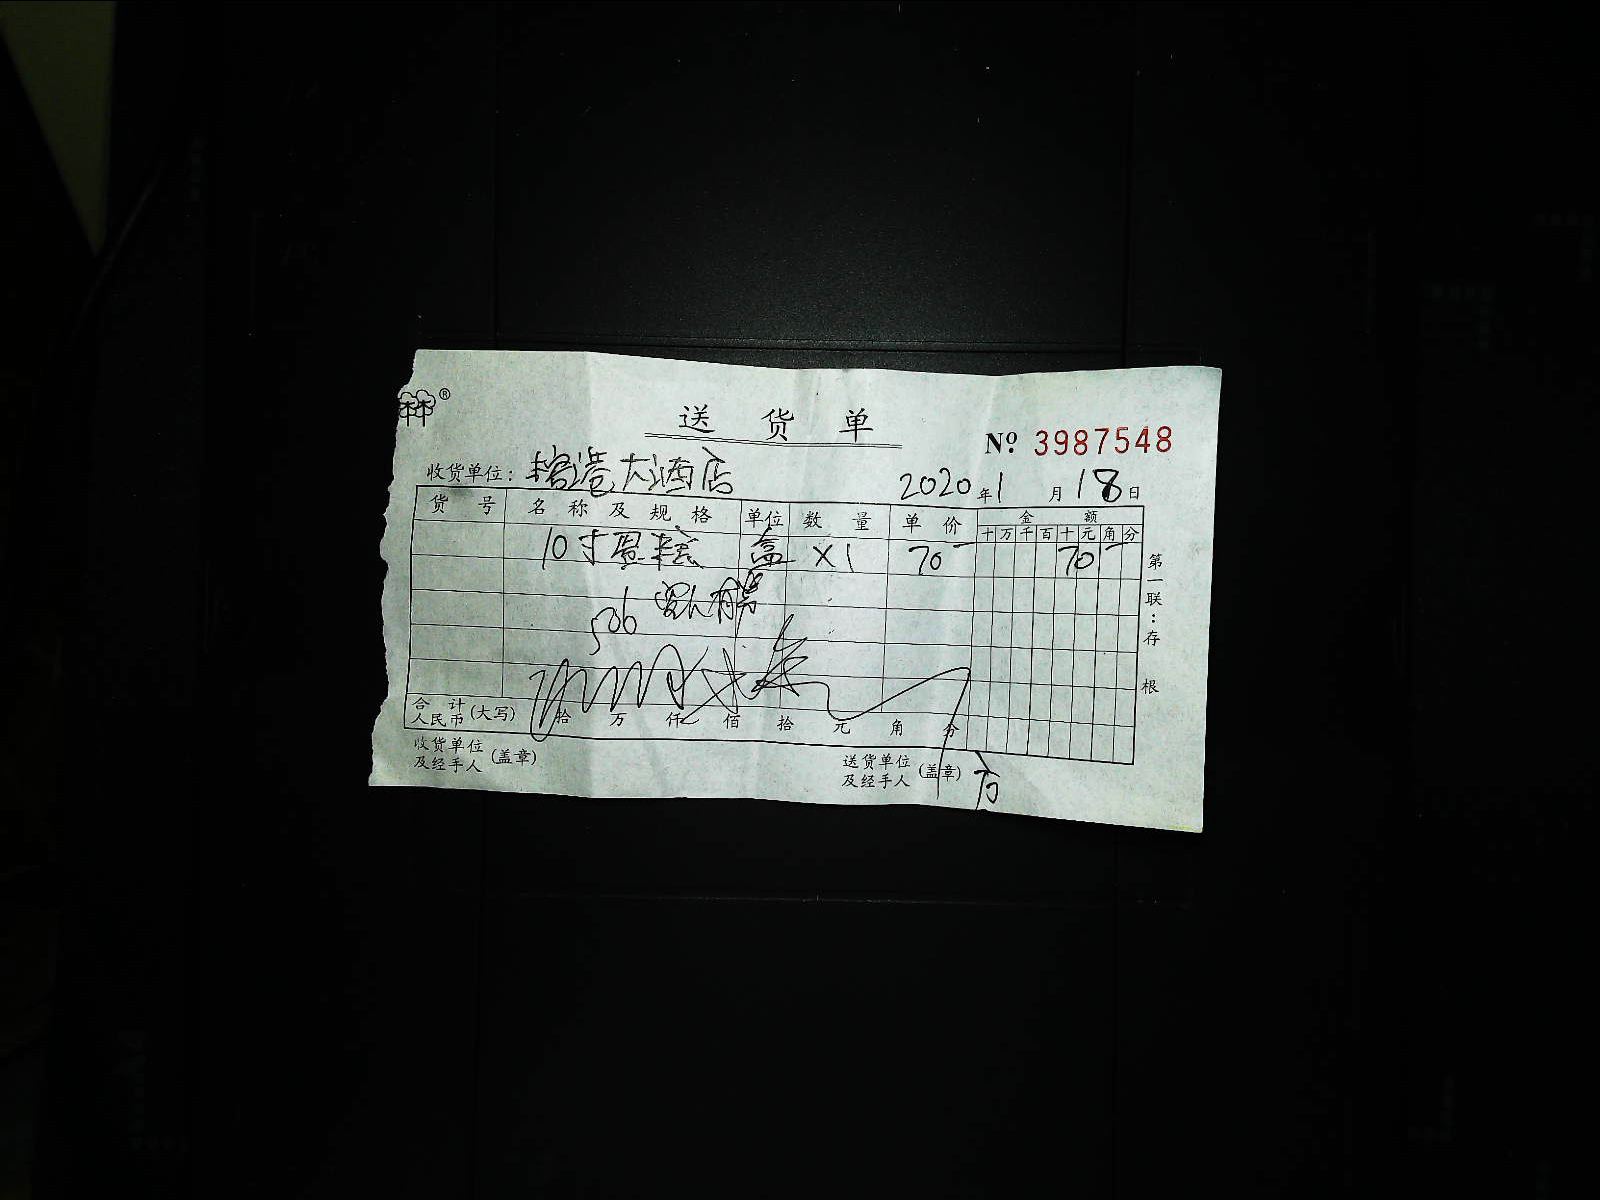 林®
送货单
№ 3987548
收货单位：榕港大酒店 2020年1月18日
货号 名称及规格 单位 数量 单价 金额
十万千百十元角分
10寸蛋糕 盒 X1 70- 70-
506
合计人民币(大写) 拾 万 仟 佰 拾 元 角 分
收货单位及经手人(盖章) 送货单位及经手人(盖章)
第一联：存根